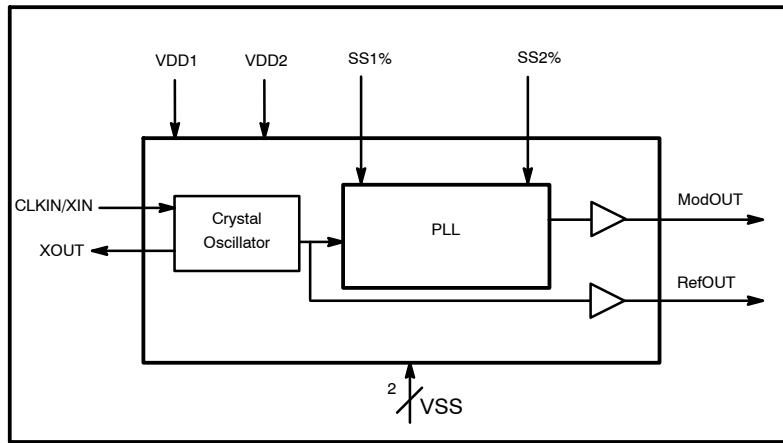 VDD1 VDD2 SS1% SS2%
CLKIN/XIN
Crystal
Oscillator
PLL
ModOUT
XOUT
RefOUT
2
VSS